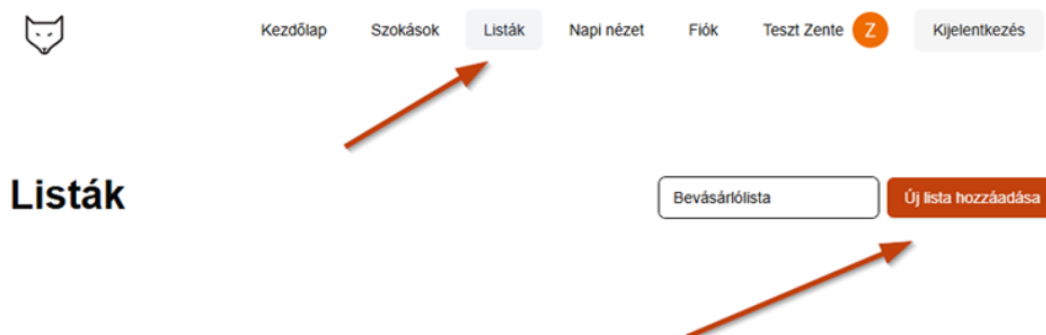 Kezdőlap Szokások Listák Napi nézet Fiók Teszt Zente Z Kijelentkezés
Listák Bevásárlólista Új lista hozzáadása